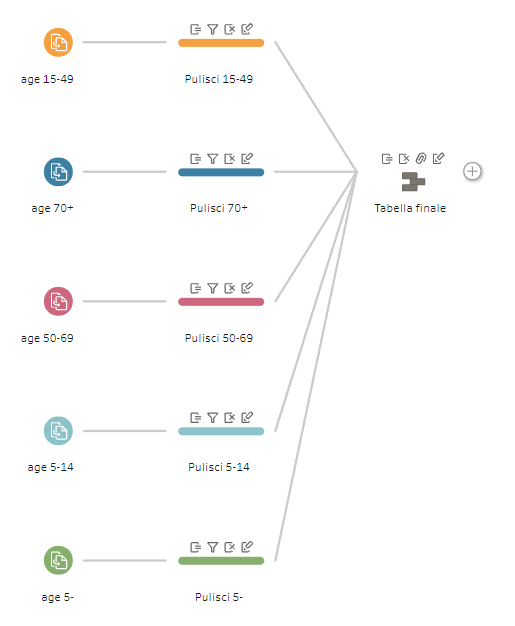 age 15-49
Pulisci 15-49
age 70+
Pulisci 70+
Tabella finale
age 50-69
Pulisci 50-69
age 5-14
Pulisci 5-14
age 5-
Pulisci 5-